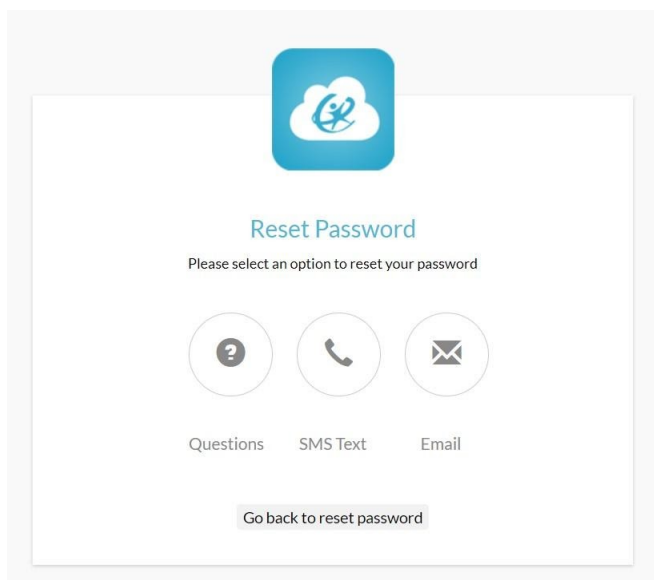 Reset Password
Please select an option to reset your password
Questions SMS Text Email
Go back to reset password